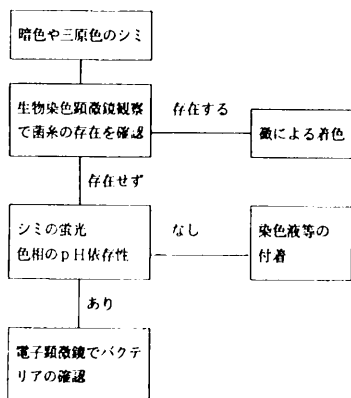 暗色や三原色のシミ
生物染色顕微鏡観察
で菌糸の存在を確認
存在する
黴による着色
存在せず
シミの蛍光
色相のpH依存性
なし
染色液等の
付着
あり
電子顕微鏡でバクテ
リアの確認